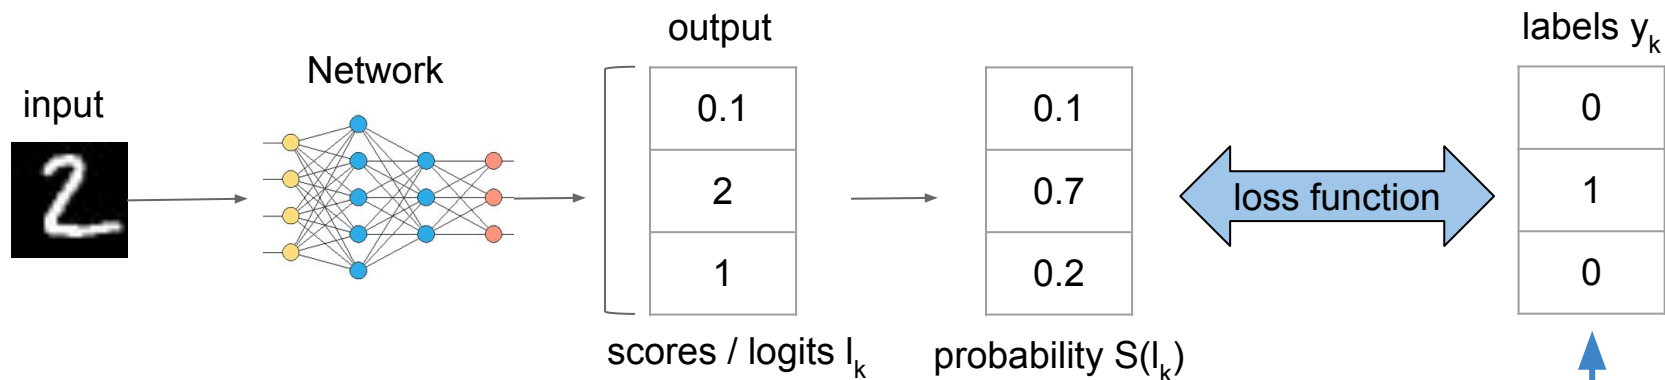 input
2
Network
output
0.1
2
1
scores / logits l_k
0.1
0.7
0.2
probability S(l_k)
loss function
labels y_k
0
1
0